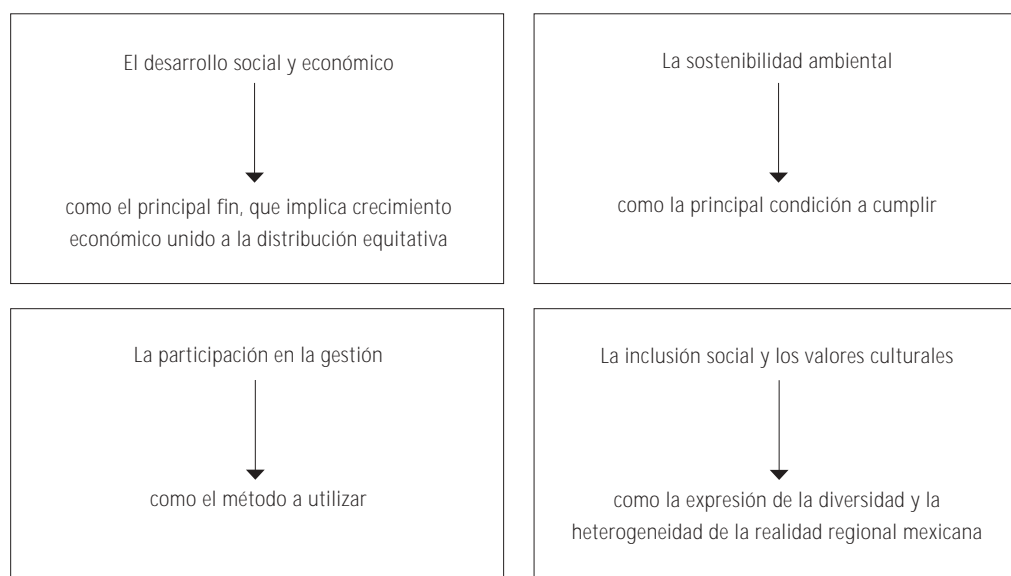 El desarrollo social y económico
como el principal fin, que implica crecimiento
económico unido a la distribución equitativa
La sostenibilidad ambiental
como la principal condición a cumplir
La participación en la gestión
como el método a utilizar
La inclusión social y los valores culturales
como la expresión de la diversidad y la
heterogeneidad de la realidad regional mexicana